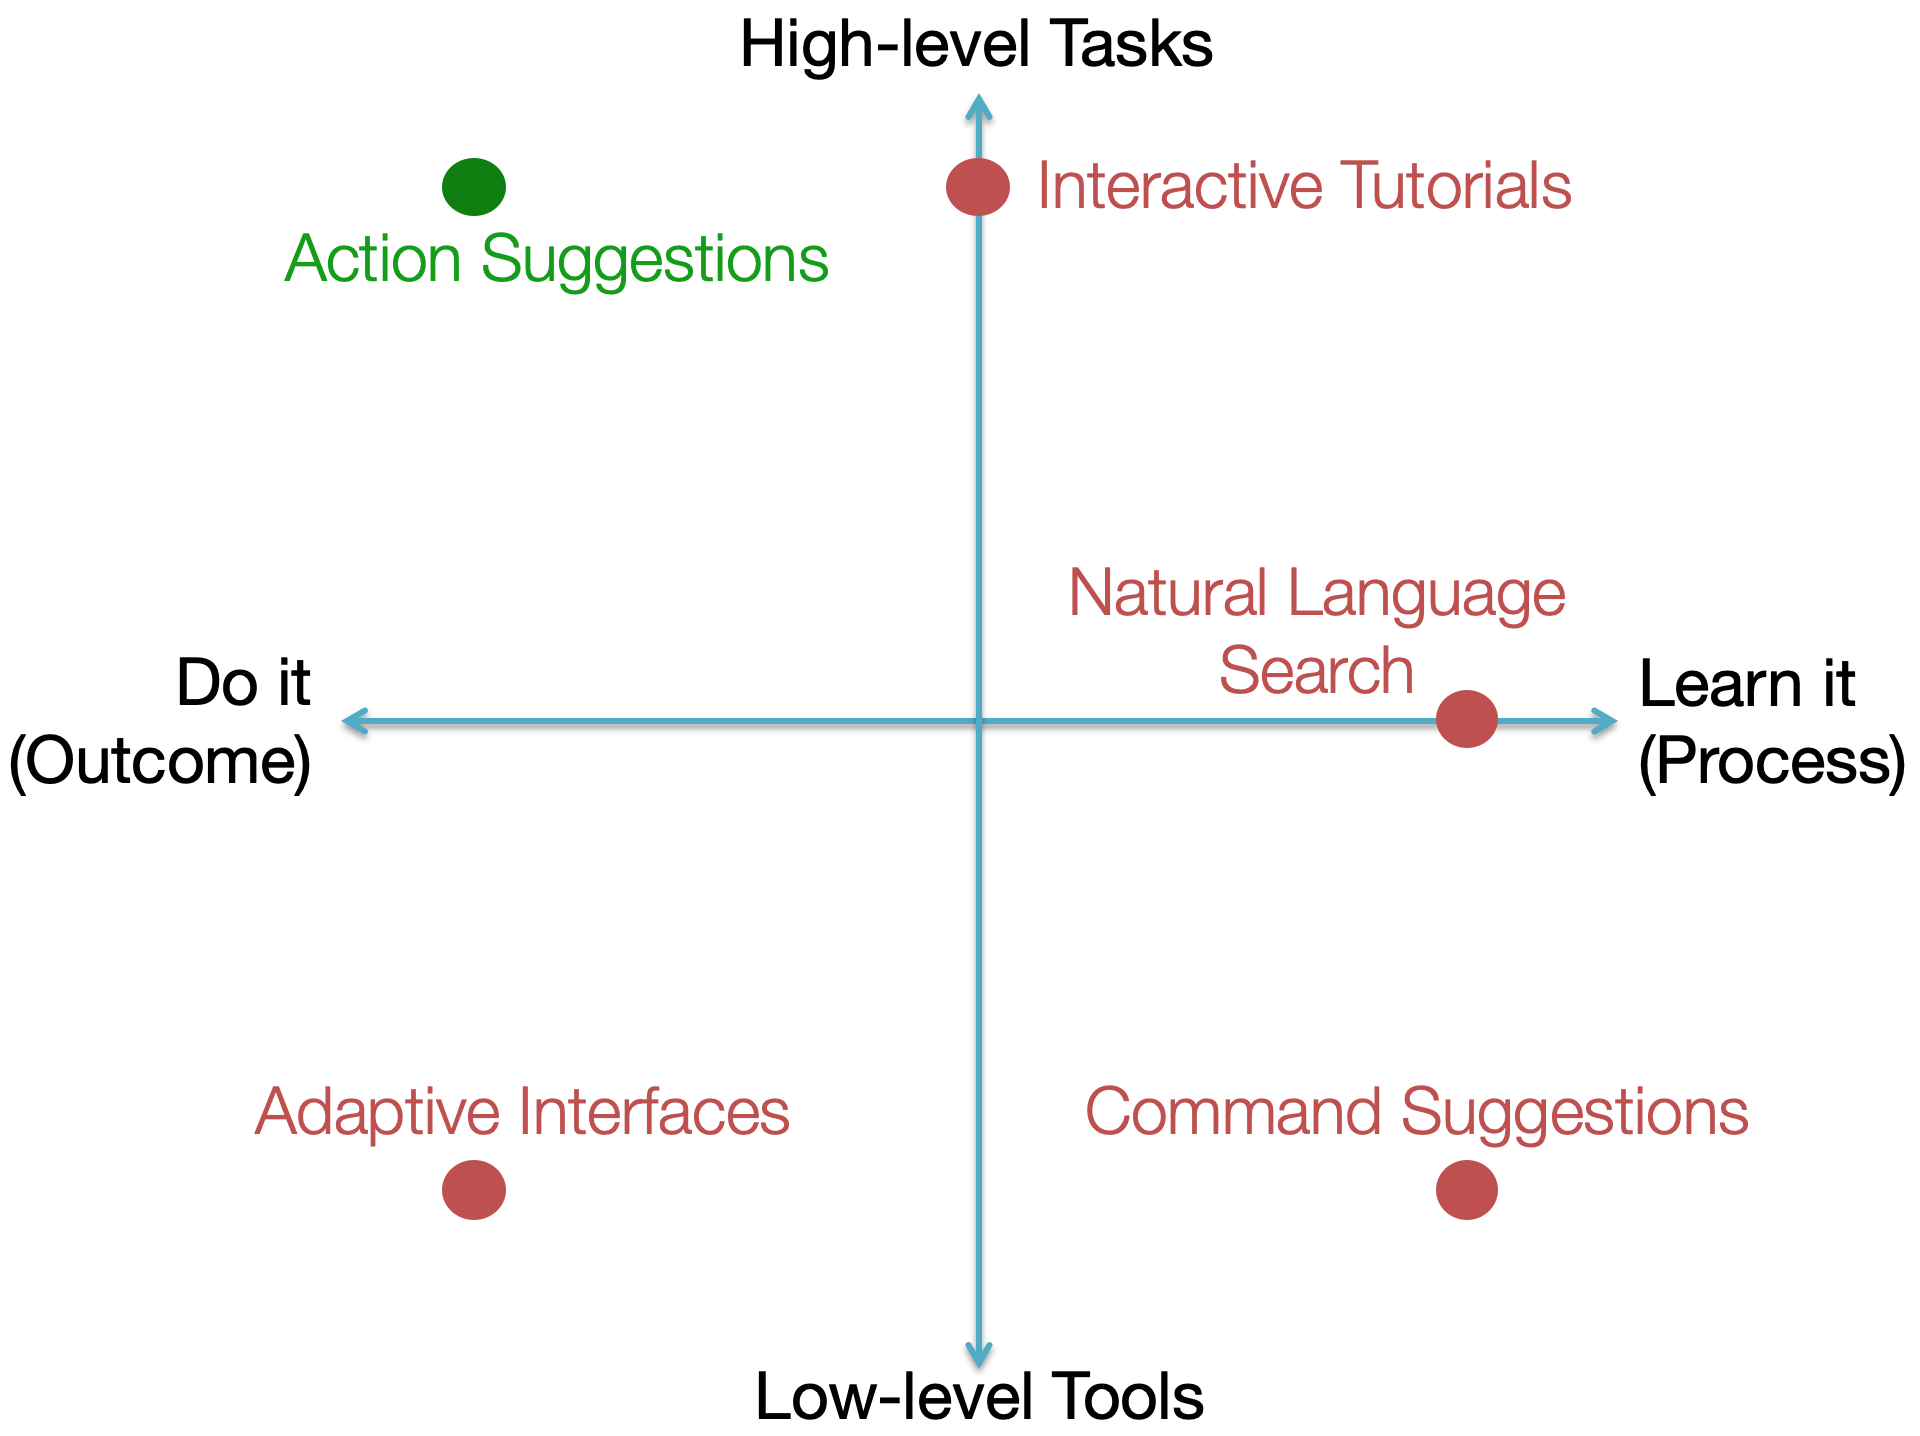 High-level Tasks
Interactive Tutorials
Action Suggestions
Natural Language
Search
Do it
(Outcome)
Learn it
(Process)
Adaptive Interfaces
Command Suggestions
Low-level Tools